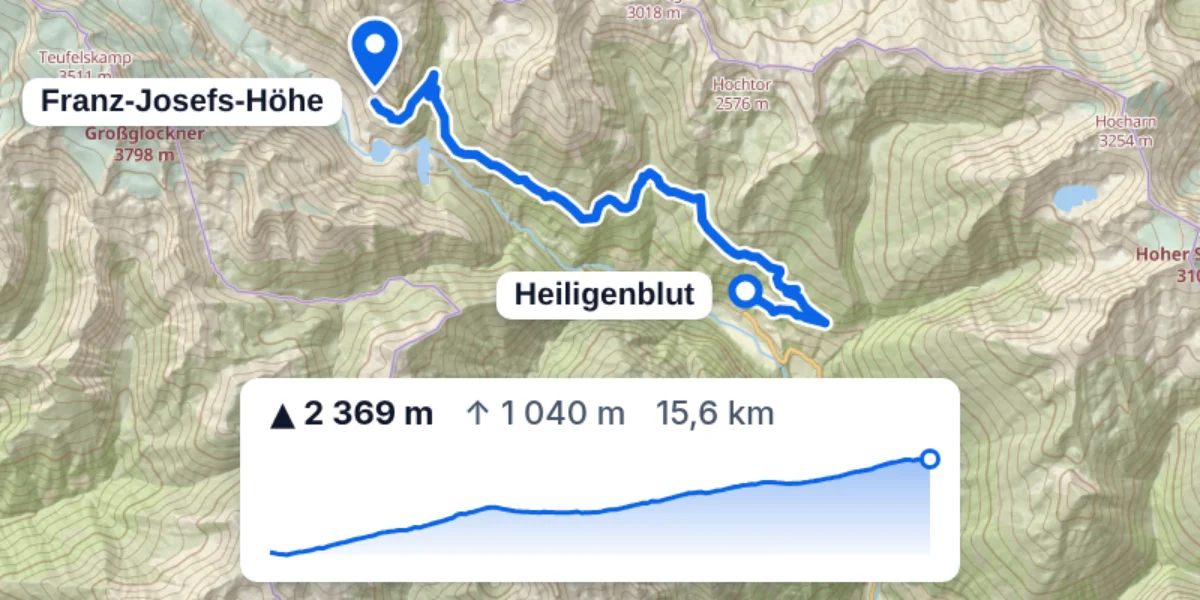 3018 m
Teufelskamp
3511 m
Franz-Josefs-Höhe
Hochtor
2576 m
Großglockner
3798 m
Hocharn
3254 m
Hoher S
310
Heiligenblut
▲ 2 369 m ↑ 1 040 m 15,6 km